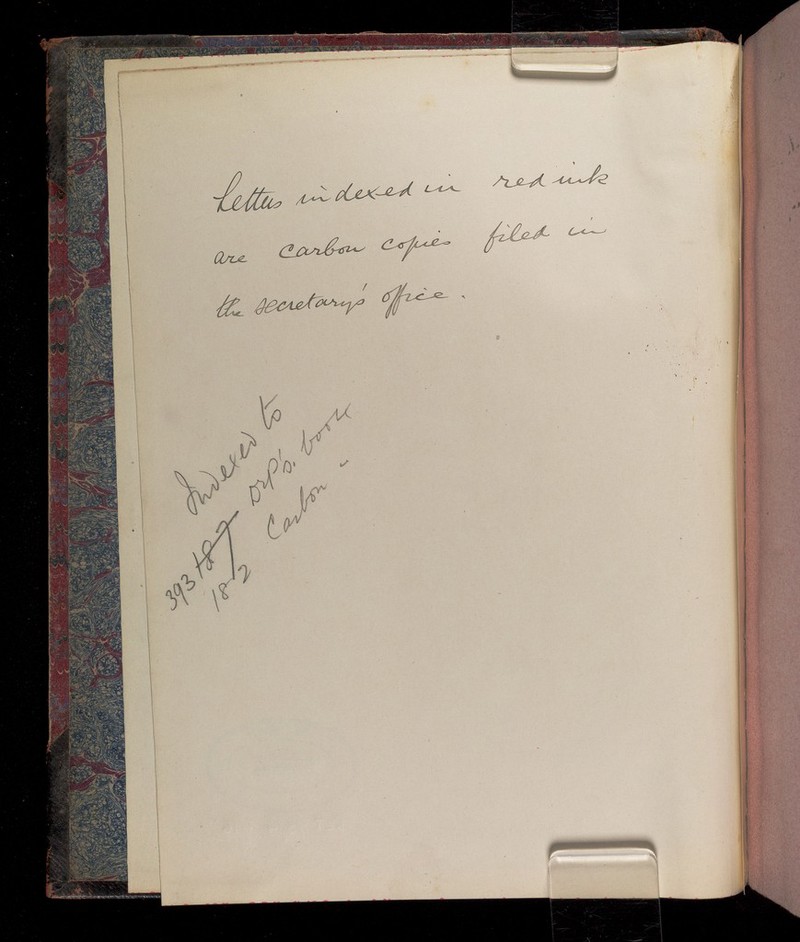 Letters indexed in red ink
are carbon copies filed in
the secretary's office.
Indexed to
393 187 Dr P's. book
182 Carbon "